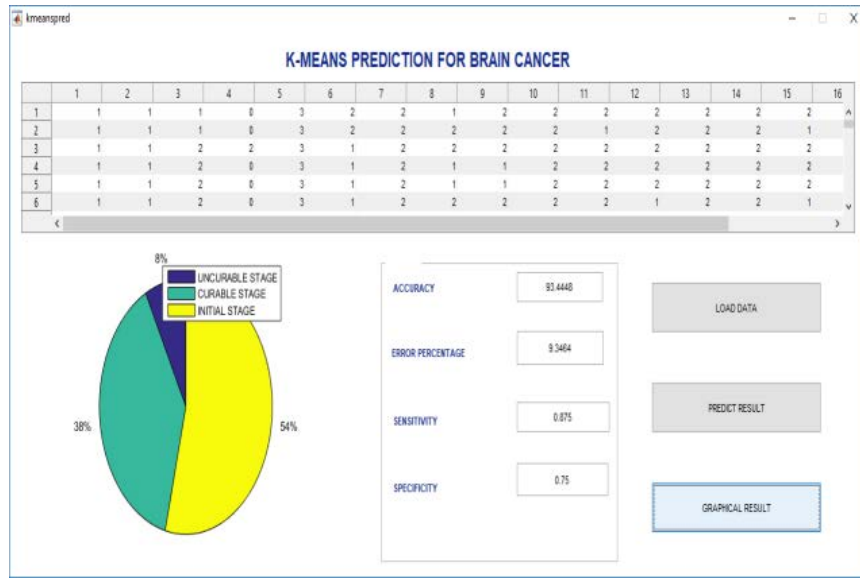 kmeanspred
K-MEANS PREDICTION FOR BRAIN CANCER
1 2 3 4 5 6 7 8 9 10 11 12 13 14 15 16
1 1 1 1 0 3 2 2 1 2 2 2 2 2 2 2
2 1 1 1 0 3 2 2 2 2 2 1 2 2 2 1
3 1 1 2 2 3 1 2 2 2 2 2 2 2 2 2
4 1 1 2 0 3 1 2 1 1 2 2 2 2 2 2
5 1 1 2 0 3 1 2 1 1 2 2 2 2 2 2
6 1 1 2 0 3 1 2 2 2 2 2 1 2 2 1
8%
UNCURABLE STAGE
CURABLE STAGE
INITIAL STAGE
38%
54%
ACCURACY 93.4448
ERROR PERCENTAGE 9.3464
SENSITIVITY 0.875
SPECIFICITY 0.75
LOAD DATA
PREDICT RESULT
GRAPHICAL RESULT